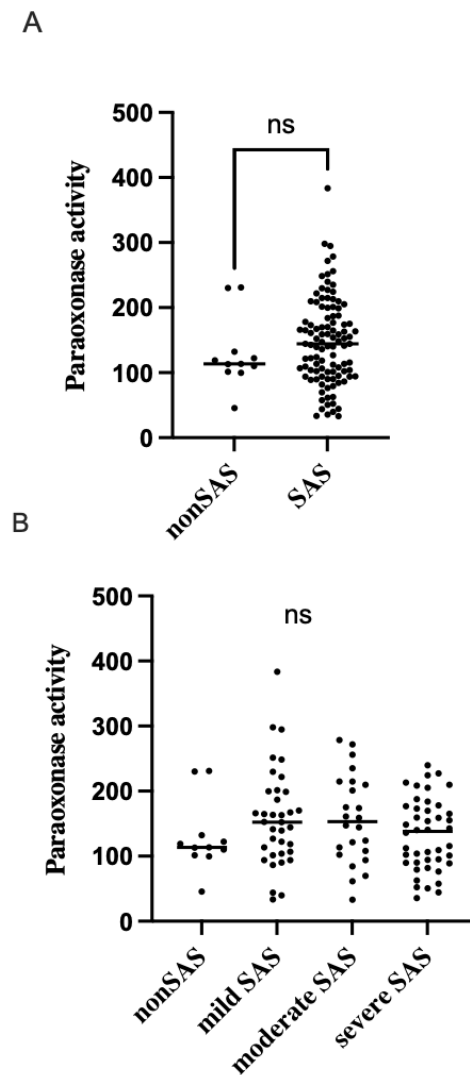 A
ns
500
400
300
200
100
0
Paraoxonase activity
nonSAS
SAS
B
ns
500
400
300
200
100
0
Paraoxonase activity
nonSAS
mild SAS
moderate SAS
severe SAS